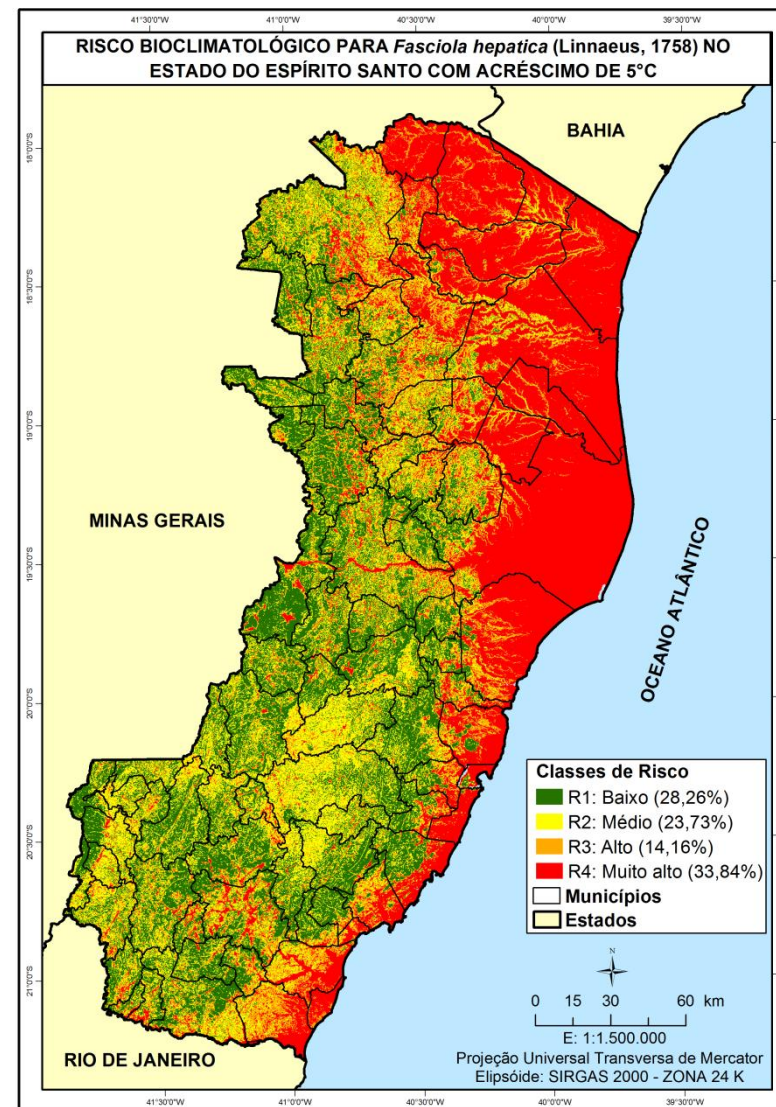 41°30'0"W
41°0'0"W
40°30'0"W
40°0'0"W
39°30'0"W
RISCO BIOCLIMATOLÓGICO PARA Fasciola hepatica (Linnaeus, 1758) NO
ESTADO DO ESPÍRITO SANTO COM ACRÉSCIMO DE 5°C
BAHIA
18°0'0"S
18°30'0"S
19°0'0"S
MINAS GERAIS
19°30'0"S
OCEANO ATLÂNTICO
20°0'0"S
Classes de Risco
R1: Baixo (28,26%)
R2: Médio (23,73%)
R3: Alto (14,16%)
R4: Muito alto (33,84%)
Municípios
Estados
20°30'0"S
N
21°0'0"S
0 15 30 60 km
E: 1:1.500.000
Projeção Universal Transversa de Mercator
Elipsóide: SIRGAS 2000 - ZONA 24 K
RIO DE JANEIRO
41°30'0"W
41°0'0"W
40°30'0"W
40°0'0"W
39°30'0"W